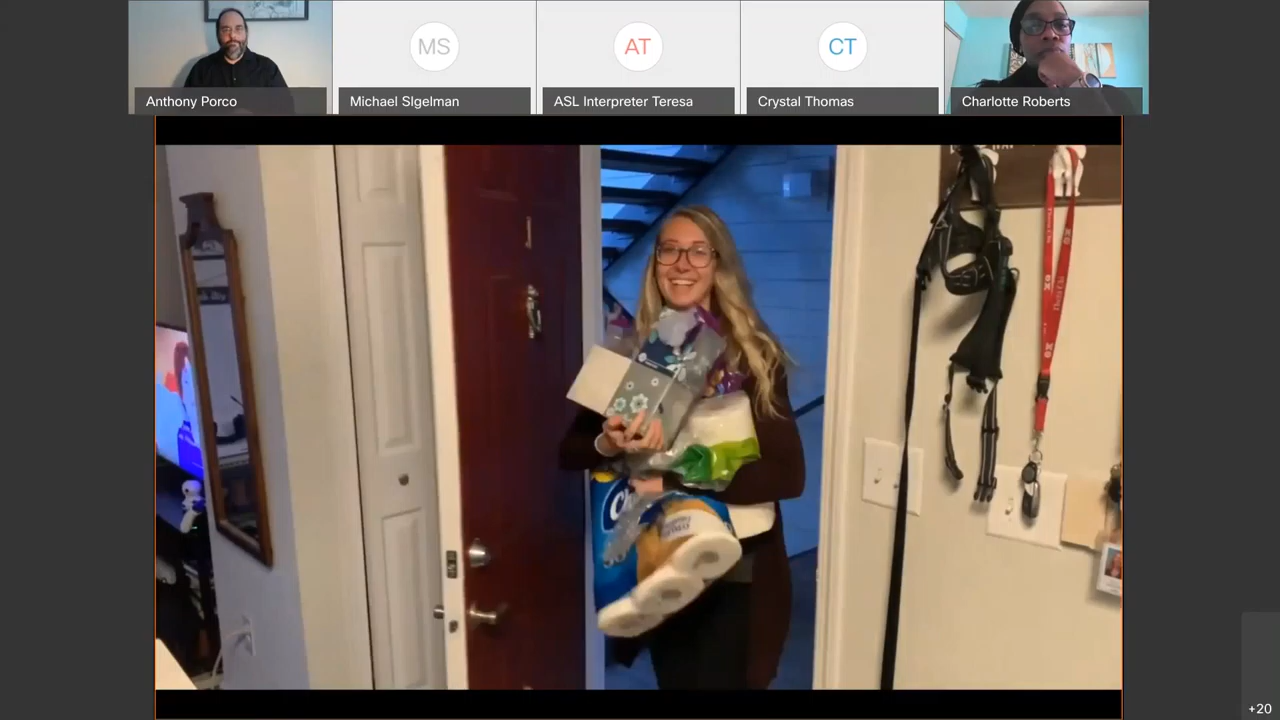 MS
AT
CT
Anthony Porco
Michael SIgelman
ASL Interpreter Teresa
Crystal Thomas
Charlotte Roberts
+20